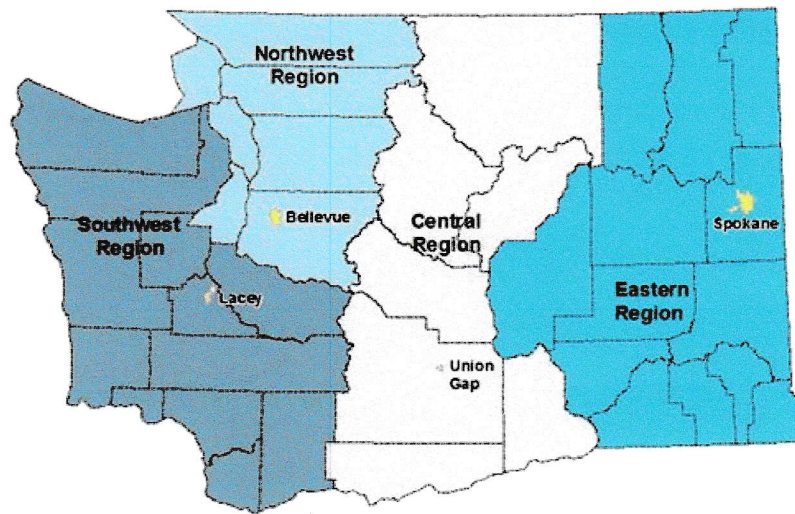 Northwest
Region
Bellevue
Southwest
Region
Central
Region
Spokane
Lacey
Eastern
Region
Union
Gap